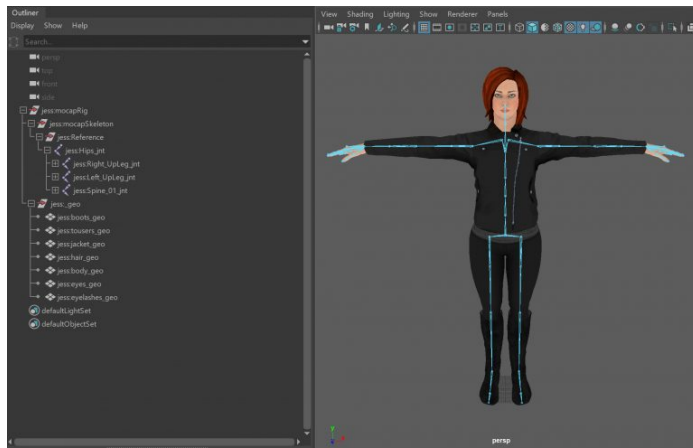 Outliner
Display Show Help
Search...
persp
top
front
side
jess:mocapRig
jess:mocapSkeleton
jess:Reference
jess:Hips_jnt
jess:Right_UpLeg_jnt
jess:Left_UpLeg_jnt
jess:Spine_01_jnt
jess:_geo
jess:boots_geo
jess:tousers_geo
jess:jacket_geo
jess:hair_geo
jess:body_geo
jess:eyes_geo
jess:eyelashes_geo
defaultLightSet
defaultObjectSet
View Shading Lighting Show Renderer Panels
y
x
persp